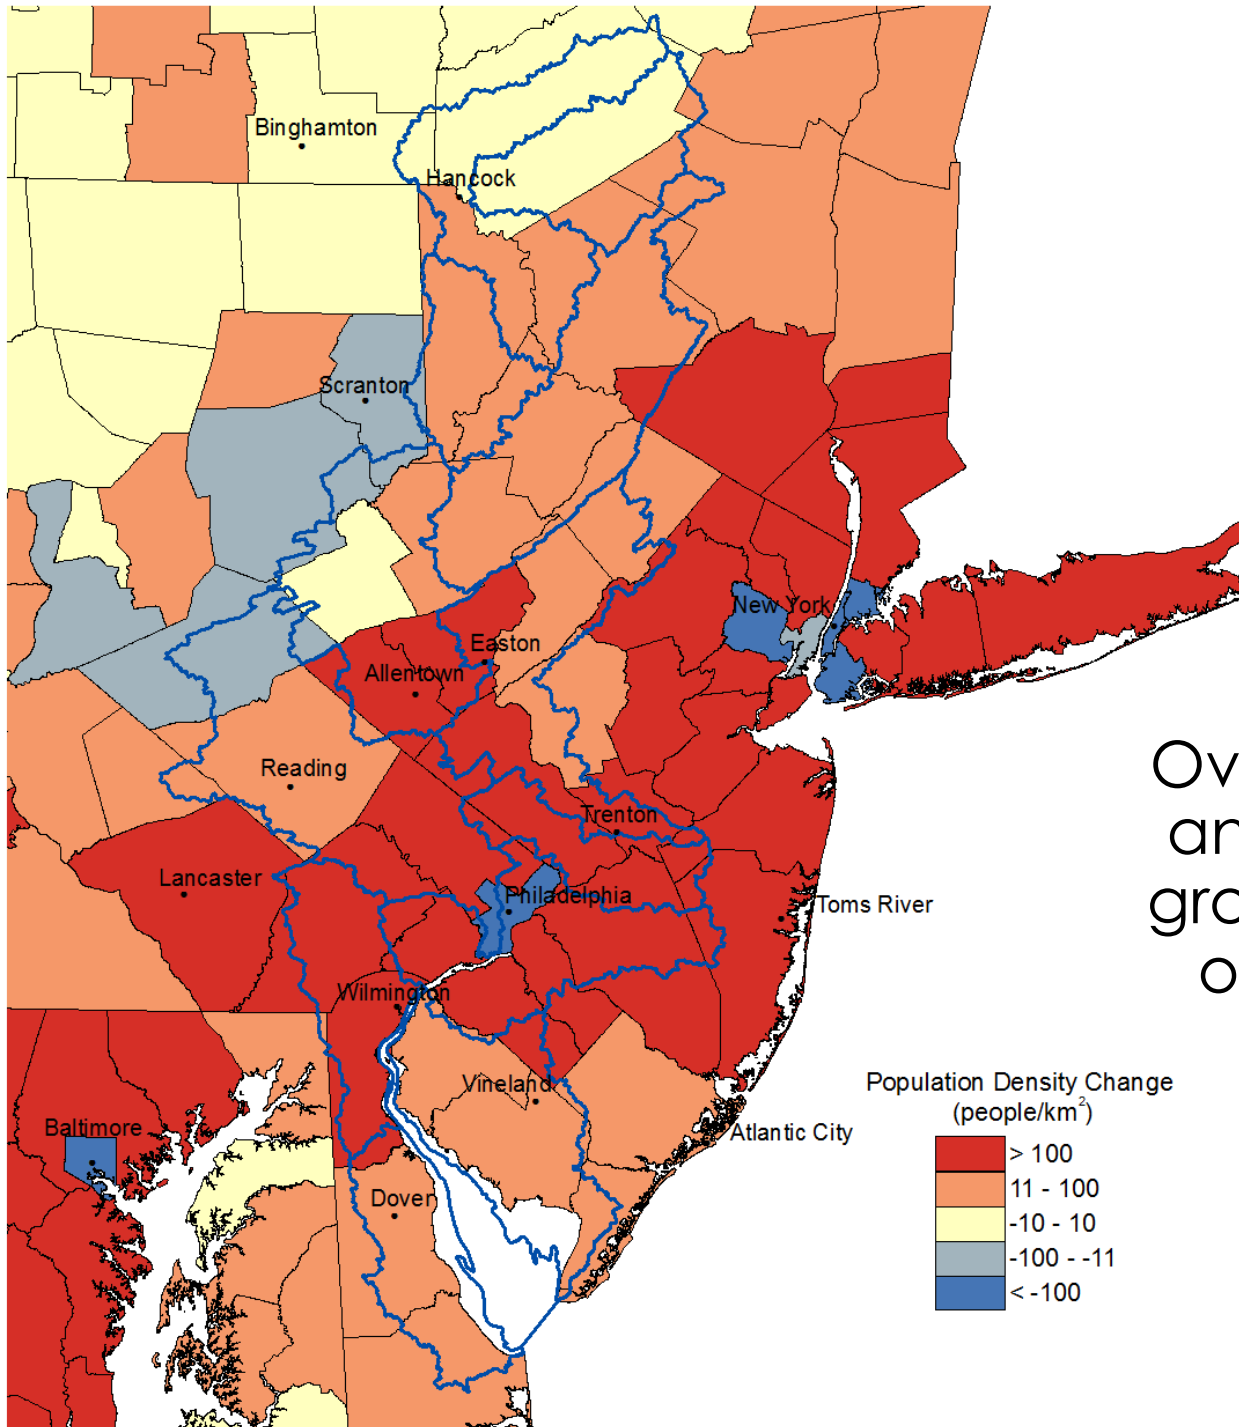 Binghamton
Hancock
Scranton
New York
Easton
Allentown
Reading
Trenton
Lancaster
Philadelphia
Toms River
Wilmington
Vineland
Baltimore
Atlantic City
Dover
Population Density Change
(people/km²)
> 100
11 - 100
-10 - 10
-100 - -11
< -100